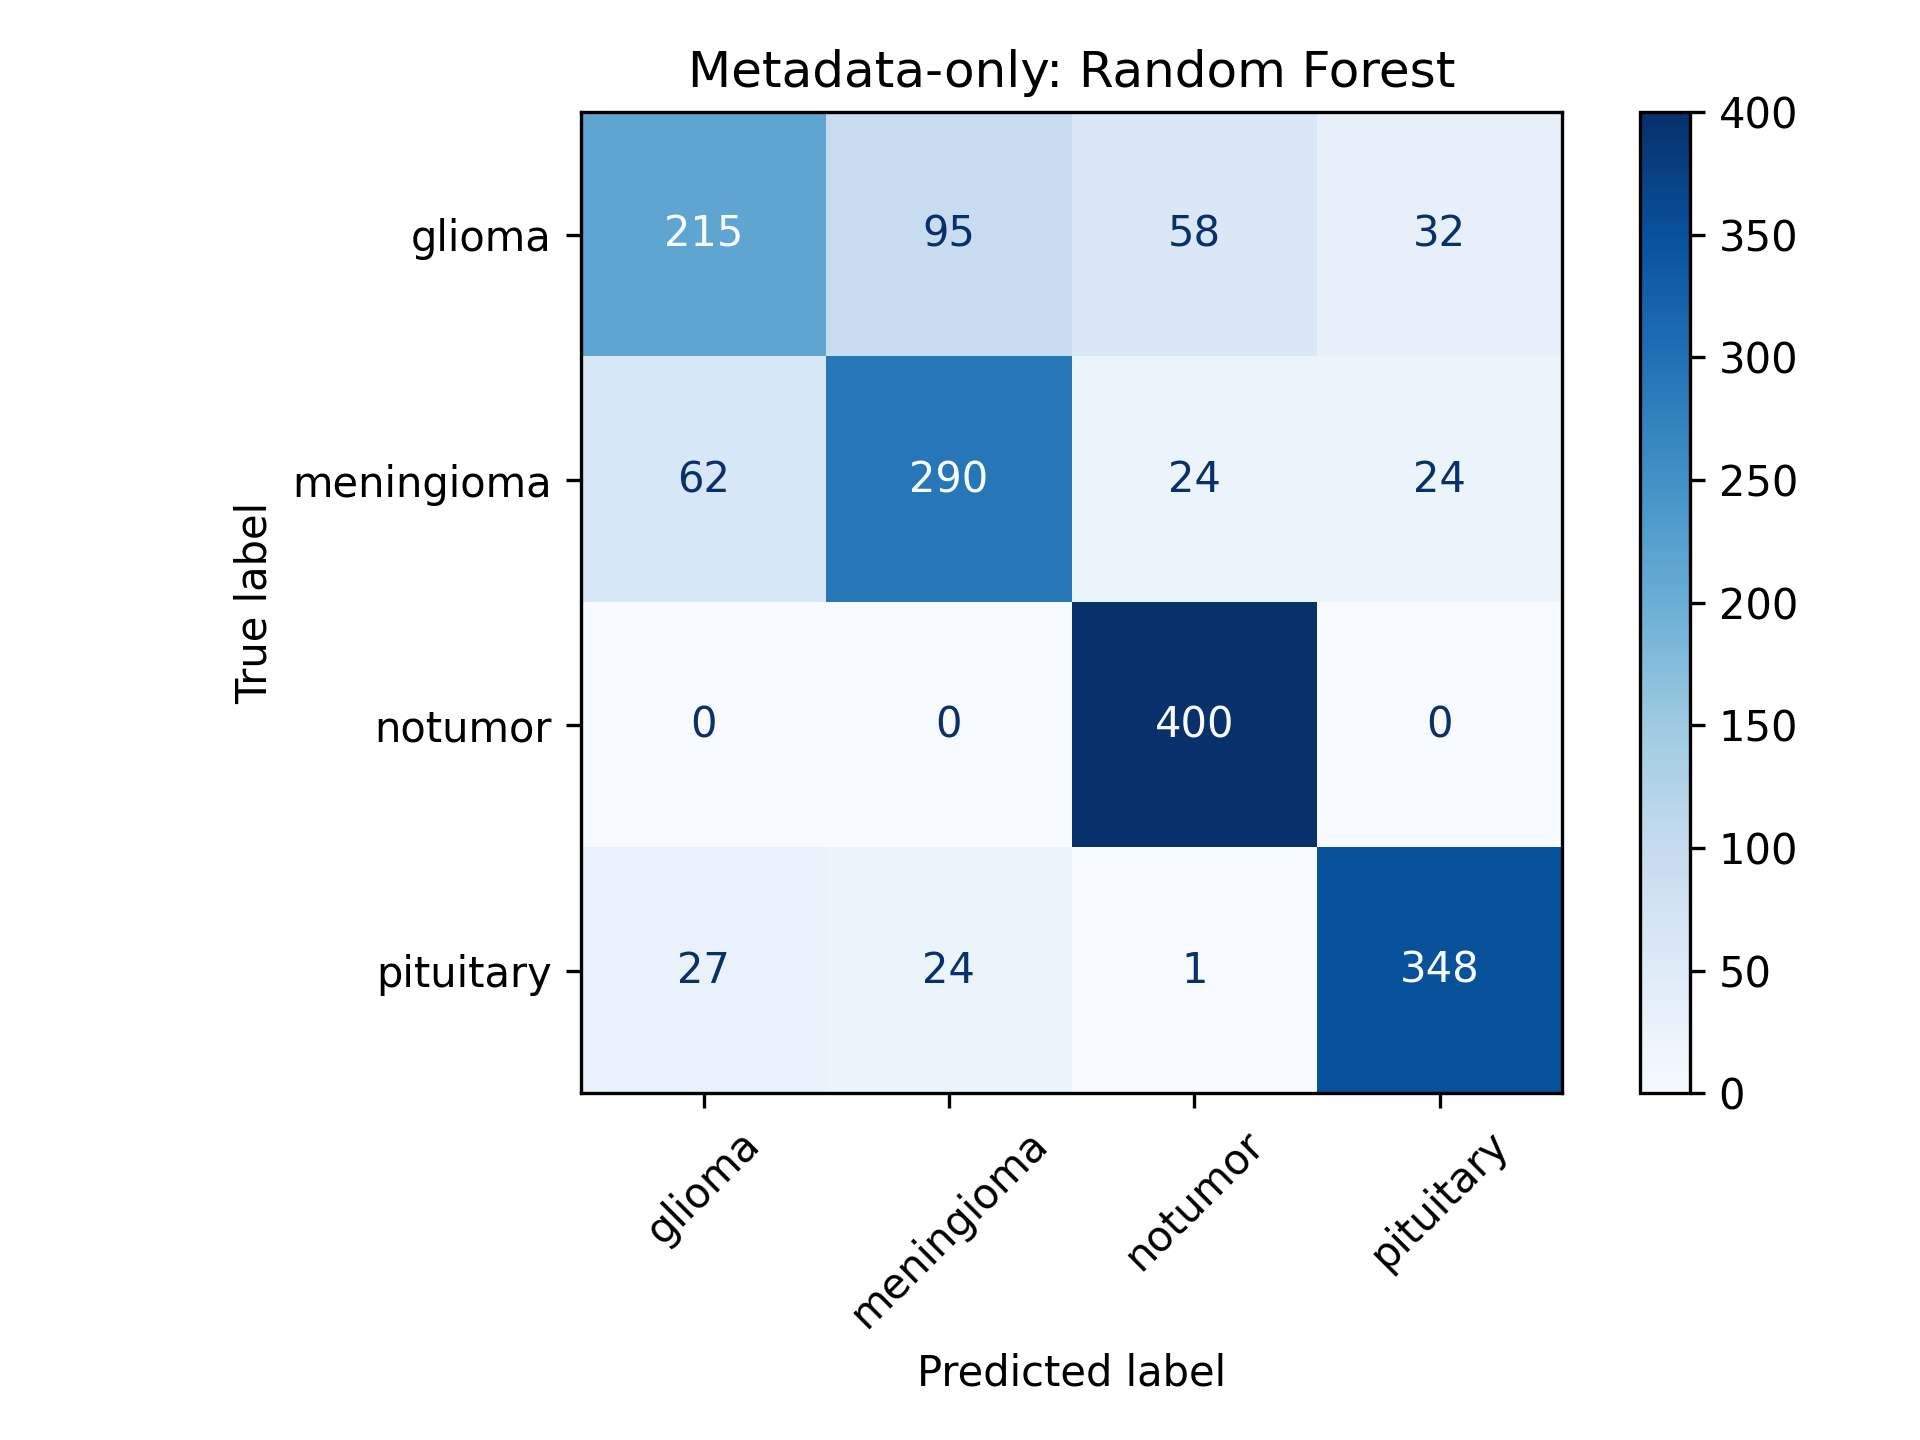 Metadata-only: Random Forest
glioma 215 95 58 32
meningioma 62 290 24 24
notumor 0 0 400 0
pituitary 27 24 1 348
True label
glioma meningioma notumor pituitary
Predicted label
400
350
300
250
200
150
100
50
0